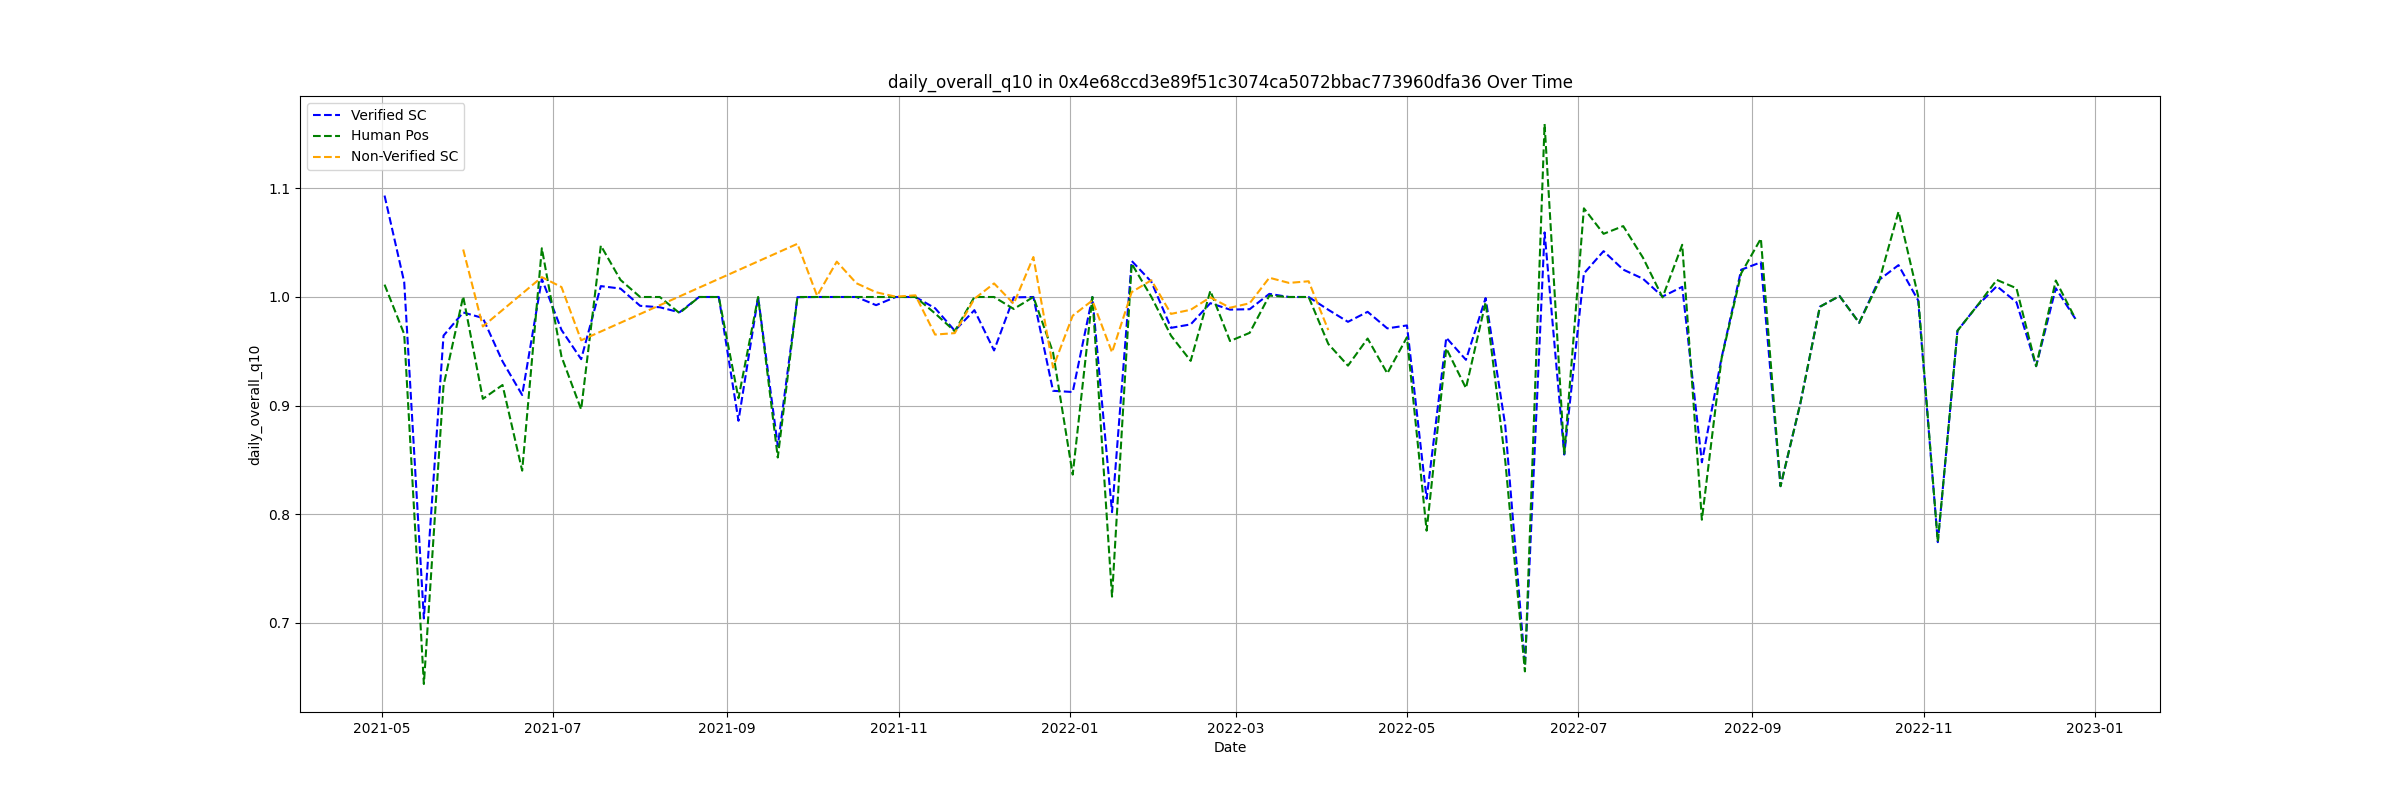 daily_overall_q10 in 0x4e68ccd3e89f51c3074ca5072bbac773960dfa36 Over Time
Verified SC
Human Pos
Non-Verified SC
1.1
1.0
0.9
0.8
0.7
daily_overall_q10
2021-05 2021-07 2021-09 2021-11 2022-01 2022-03 2022-05 2022-07 2022-09 2022-11 2023-01
Date